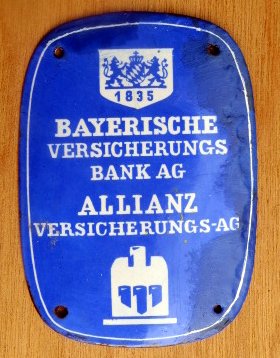 1835
BAYERISCHE
VERSICHERUNGS
BANK AG
ALLIANZ
VERSICHERUNGS-AG